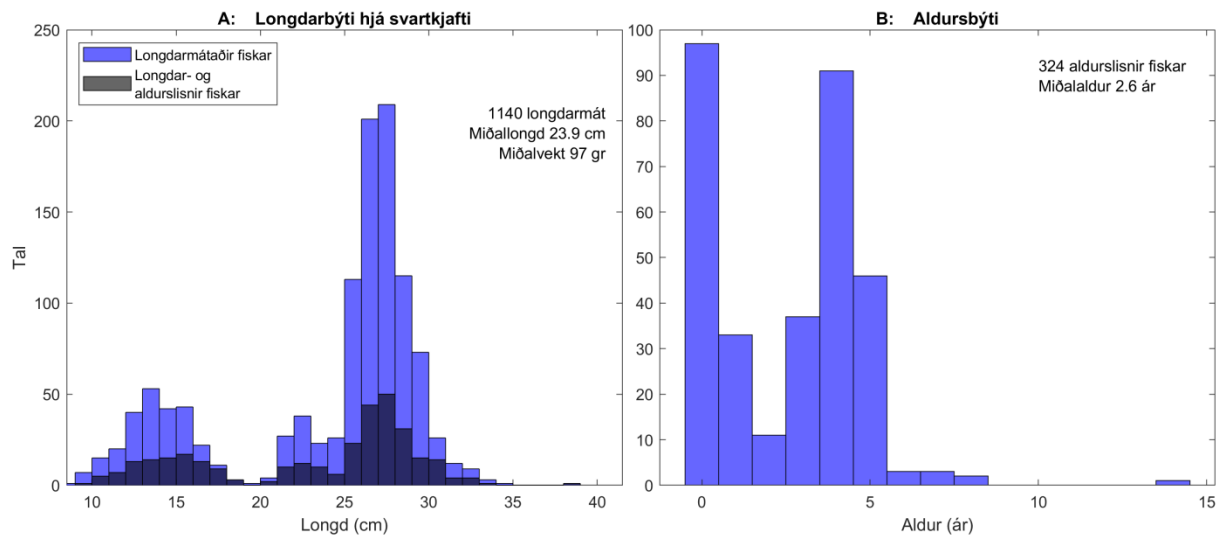 A: Longdarbýti hjá svartkjafti
250
200
150
100
50
0
Tal
Longdarmátaðir fiskar
Longdar- og
aldurslisnir fiskar
1140 longdarmát
Miðallongd 23.9 cm
Miðalvekt 97 gr
10 15 20 25 30 35 40
Longd (cm)
B: Aldursbýti
100
90
80
70
60
50
40
30
20
10
0
324 aldurslisnir fiskar
Miðalaldur 2.6 ár
0 5 10 15
Aldur (ár)